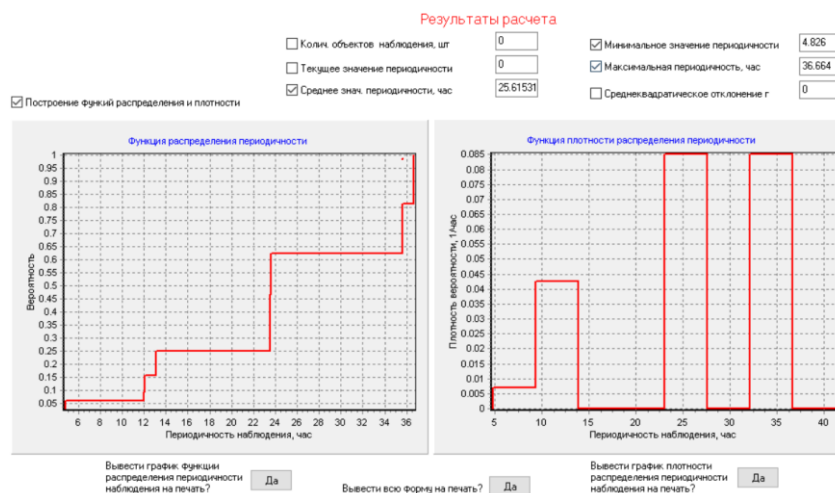 Результаты расчета
Колич. объектов наблюдения, шт 0
Минимальное значение периодичности 4.826
Текущее значение периодичности 0
Максимальная периодичность, час 36.664
Среднее знач. периодичности, час 25.61531
Среднеквадратическое отклонение г 0
Построение функий распределения и плотности
Функция распределения периодичности
1
0.95
0.9
0.85
0.8
0.75
0.7
0.65
0.6
0.55
0.5
0.45
0.4
0.35
0.3
0.25
0.2
0.15
0.1
0.05
Вероятность
6 8 10 12 14 16 18 20 22 24 26 28 30 32 34 36
Периодичность наблюдения, час
Функция плотности распределения периодичности
0.085
0.08
0.075
0.07
0.065
0.06
0.055
0.05
0.045
0.04
0.035
0.03
0.025
0.02
0.015
0.01
0.005
0
Плотность вероятности, 1/час
5 10 15 20 25 30 35 40
Периодичность наблюдения, час
Вывести график функции
распределения периодичности
наблюдения на печать?
Да
Вывести всю форму на печать?
Да
Вывести график плотности
распределения периодичности
наблюдения на печать?
Да